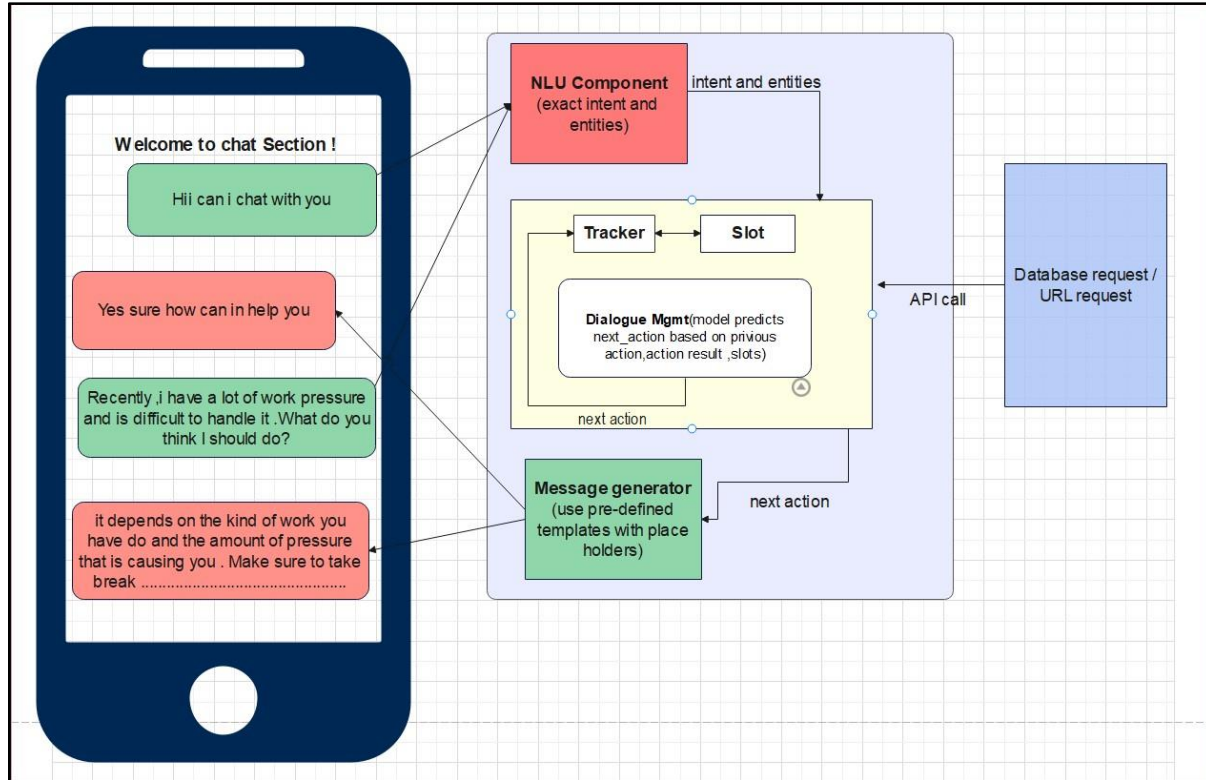 Welcome to chat Section !
Hii can i chat with you
Yes sure how can in help you
Recently ,i have a lot of work pressure
and is difficult to handle it .What do you
think I should do?
it depends on the kind of work you
have do and the amount of pressure
that is causing you . Make sure to take
break ................................................
NLU Component
(exact intent and
entities)
intent and entities
Tracker
Slot
Dialogue Mgmt(model predicts
next_action based on privious
action,action result ,slots)
next action
API call
Database request /
URL request
next action
Message generator
(use pre-defined
templates with place
holders)